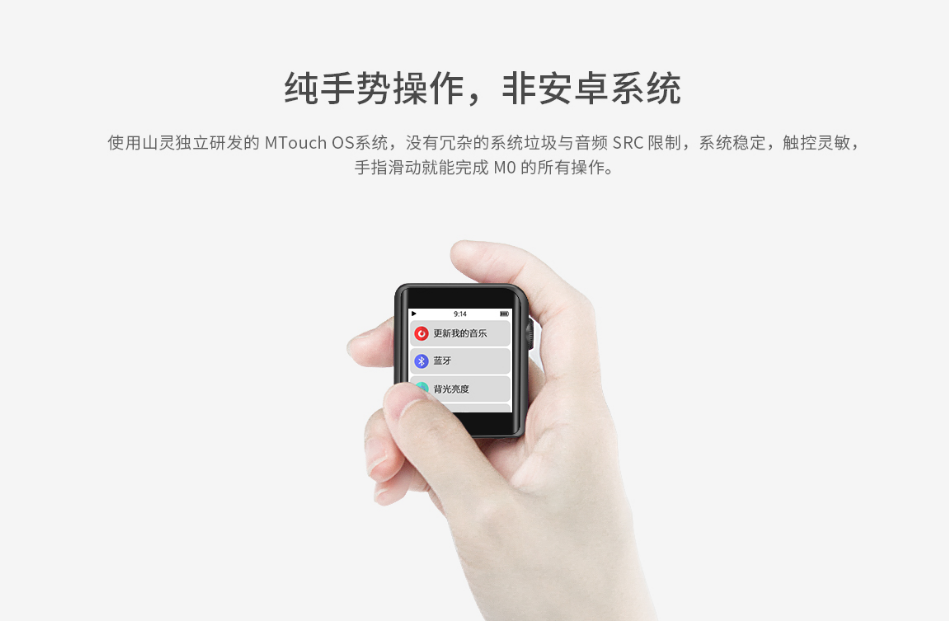 纯手势操作，非安卓系统
使用山灵独立研发的 MTouch OS系统，没有冗杂的系统垃圾与音频 SRC 限制，系统稳定，触控灵敏，
手指滑动就能完成 M0 的所有操作。
9:14
更新我的音乐
蓝牙
背光亮度